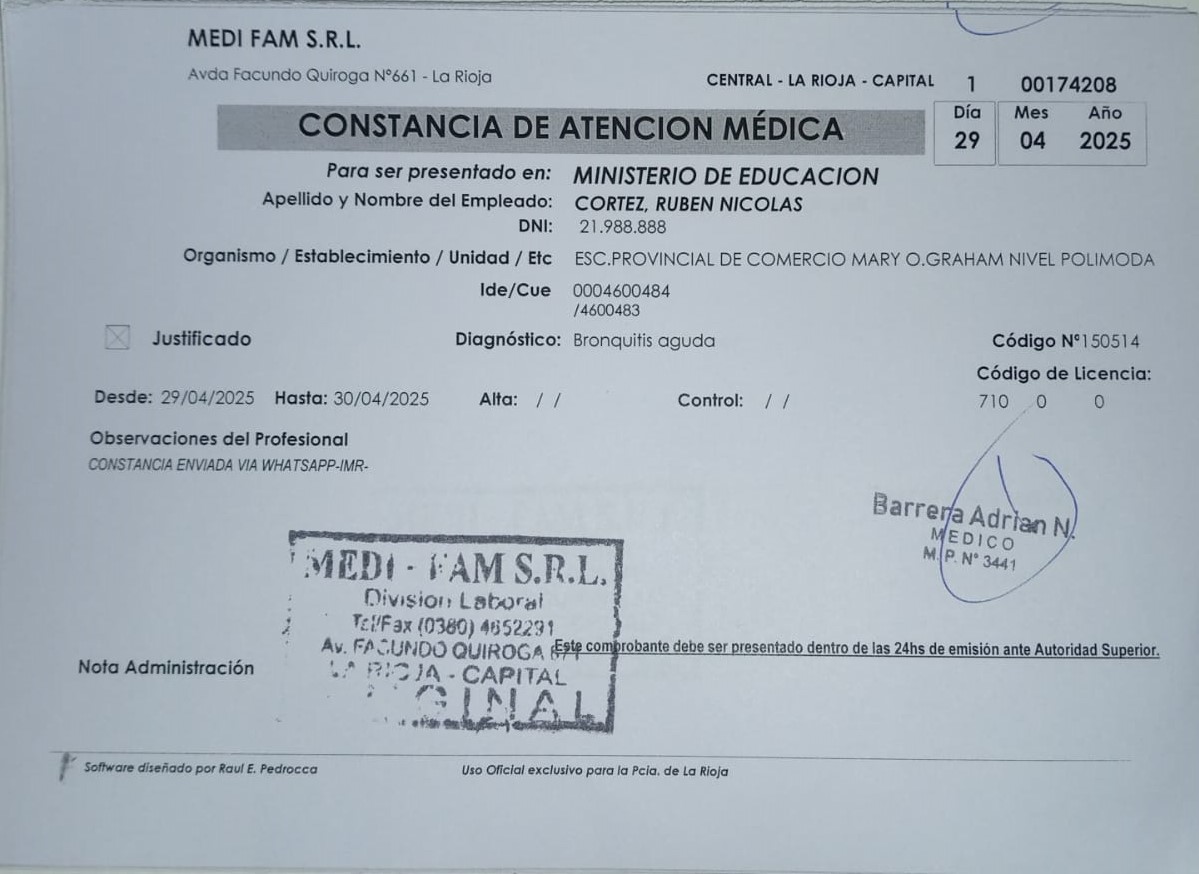 MEDI FAM S.R.L.
Avda Facundo Quiroga Nº661 - La Rioja
CENTRAL - LA RIOJA - CAPITAL 1 00174208
CONSTANCIA DE ATENCION MÉDICA
Día Mes Año
29 04 2025
Para ser presentado en: MINISTERIO DE EDUCACION
Apellido y Nombre del Empleado: CORTEZ, RUBEN NICOLAS
DNI: 21.988.888
Organismo / Establecimiento / Unidad / Etc ESC.PROVINCIAL DE COMERCIO MARY O.GRAHAM NIVEL POLIMODA
Ide/Cue 0004600484
/4600483
Justificado Diagnóstico: Bronquitis aguda Código Nº150514
Código de Licencia:
Desde: 29/04/2025 Hasta: 30/04/2025 Alta: / / Control: / / 710 0 0
Observaciones del Profesional
CONSTANCIA ENVIADA VIA WHATSAPP-IMR-
Barrera Adrian N.
MEDICO
M.P. Nº 3441
MEDI - FAM S.R.L.
Division Laboral
Tel/Fax (0380) 4652291
Av. FACUNDO QUIROGA
LA RIOJA - CAPITAL
Este comprobante debe ser presentado dentro de las 24hs de emisión ante Autoridad Superior.
Nota Administración
Software diseñado por Raul E. Pedrocca
Uso Oficial exclusivo para la Pcia. de La Rioja